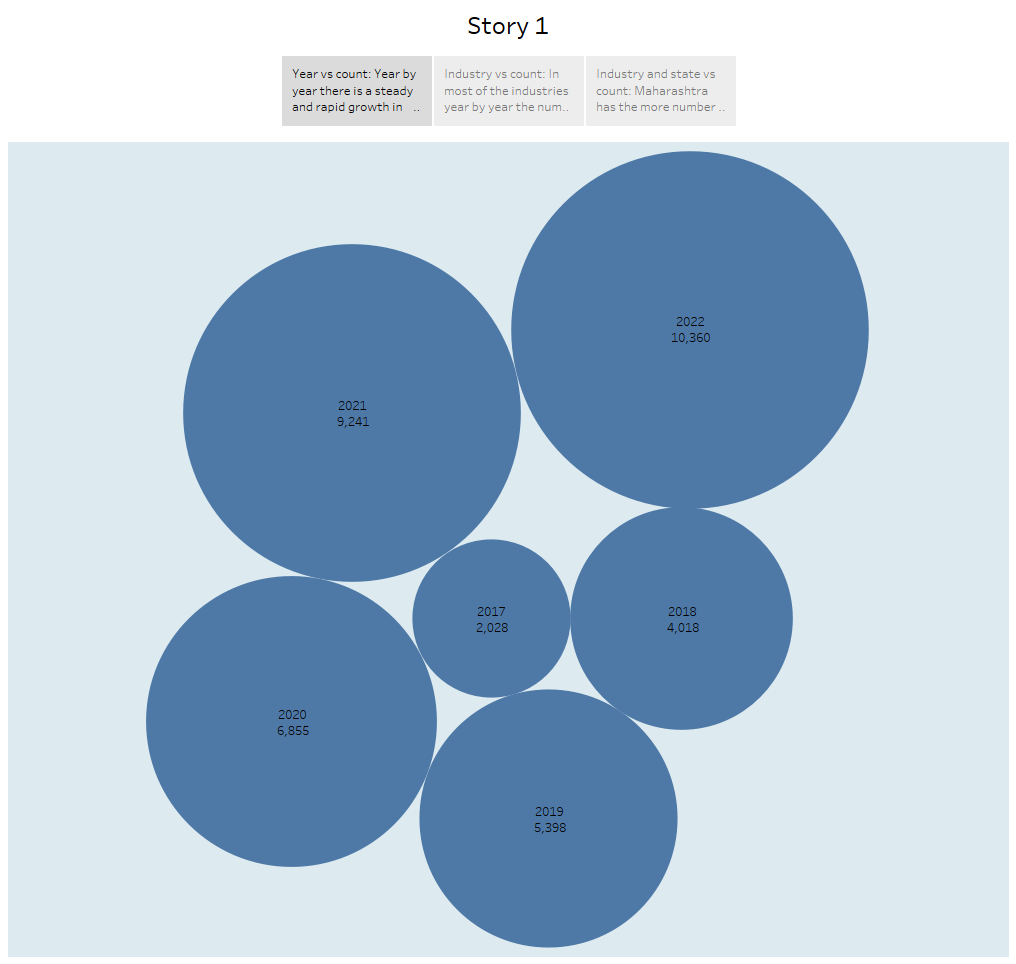 Story 1
Year vs count: Year by
year there is a steady
and rapid growth in ..
Industry vs count: In
most of the industries
year by year the num..
Industry and state vs
count: Maharashtra
has the more number ..
2022
10,360
2021
9,241
2017
2,028
2018
4,018
2020
6,855
2019
5,398